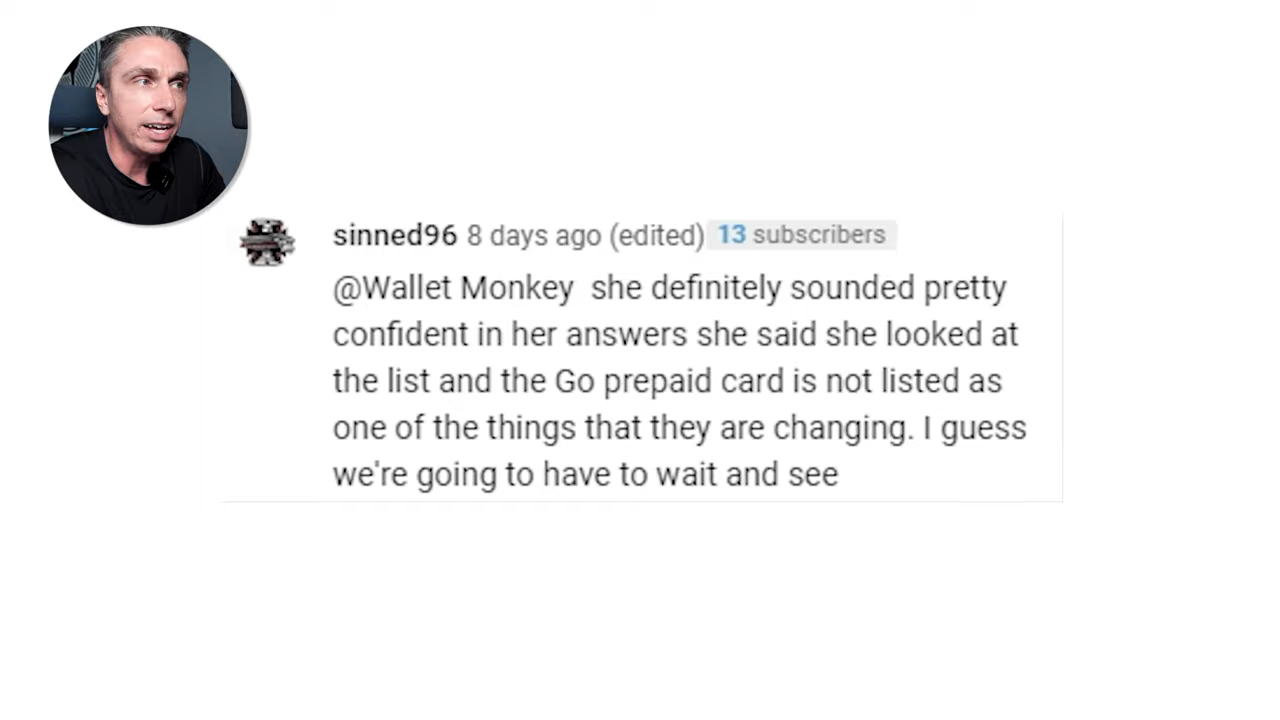 sinned96 8 days ago (edited) 13 subscribers
@Wallet Monkey  she definitely sounded pretty
confident in her answers she said she looked at
the list and the Go prepaid card is not listed as
one of the things that they are changing. I guess
we're going to have to wait and see